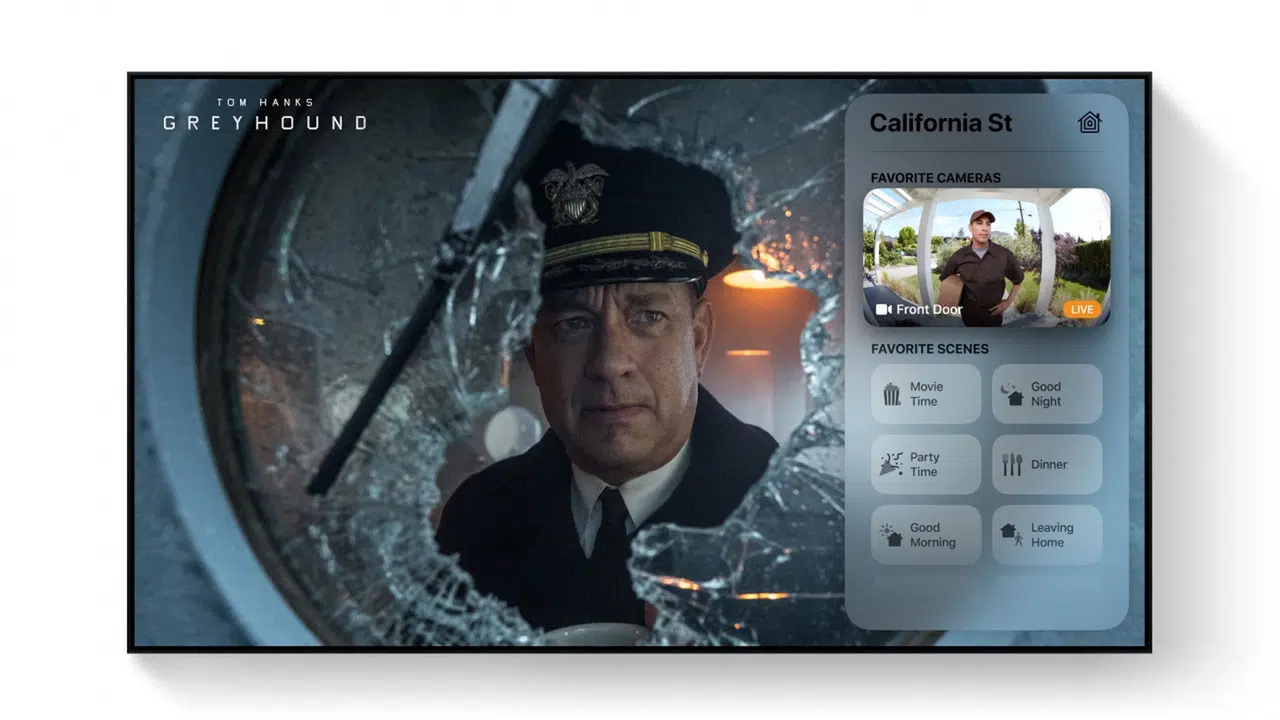 TOM HANKS
GREYHOUND
California St
FAVORITE CAMERAS
Front Door
LIVE
FAVORITE SCENES
Movie
Time
Good
Night
Party
Time
Dinner
Good
Morning
Leaving
Home